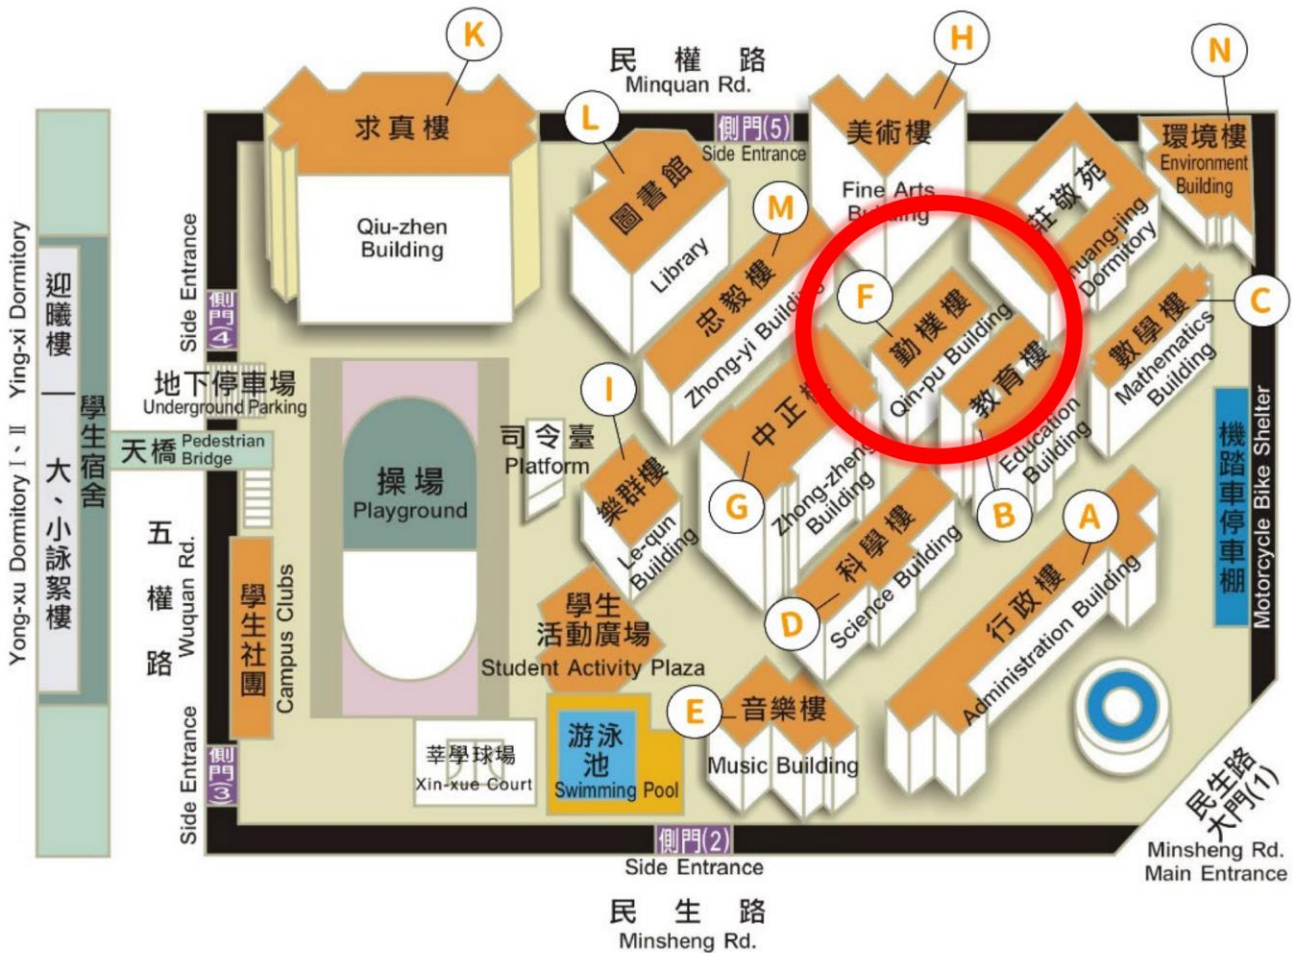 K
H
N
民權路
Minquan Rd.
求真樓
Qiu-zhen
Building
L
圖書館
Library
側門(5)
Side Entrance
美術樓
Fine Arts
Building
環境樓
Environment
Building
莊敬苑
Dormitory
M
忠毅樓
Zhong-yi Building
F
勤樸樓
Qin-pu Building
C
數學樓
Mathematics
Building
教育樓
Education
Building
B
中正樓
Zhong-zheng
Building
G
I
樂群樓
Le-qun
Building
司令臺
Platform
操場
Playground
Side Entrance
側門(4)
地下停車場
Underground Parking
天橋
Pedestrian
Bridge
Ying-xi Dormitory
迎曦樓
學生宿舍
Yong-xu Dormitory I、II
大、小詠絮樓
五權路
Wuquan Rd.
學生社團
Campus Clubs
A
行政樓
Administration Building
機踏車停車棚
Motorcycle Bike Shelter
D
科學樓
Science Building
學生
活動廣場
Student Activity Plaza
E
音樂樓
Music Building
游泳
池
Swimming Pool
莘學球場
Xin-xue Court
Side Entrance
側門(3)
側門(2)
Side Entrance
民生路
Minsheng Rd.
民生路
大門(1)
Minsheng Rd.
Main Entrance